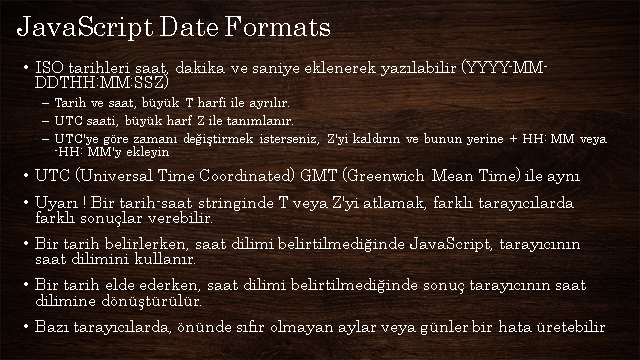 JavaScript Date Formats
• ISO tarihleri saat, dakika ve saniye eklenerek yazılabilir (YYYY-MM-
DDTHH:MM:SSZ)
– Tarih ve saat, büyük T harfi ile ayrılır.
– UTC saati, büyük harf Z ile tanımlanır.
– UTC'ye göre zamanı değiştirmek isterseniz, Z'yi kaldırın ve bunun yerine + HH: MM veya
-HH: MM'y ekleyin
• UTC (Universal Time Coordinated) GMT (Greenwich Mean Time) ile aynı
• Uyarı ! Bir tarih-saat stringinde T veya Z'yi atlamak, farklı tarayıcılarda
farklı sonuçlar verebilir.
• Bir tarih belirlerken, saat dilimi belirtilmediğinde JavaScript, tarayıcının
saat dilimini kullanır.
• Bir tarih elde ederken, saat dilimi belirtilmediğinde sonuç tarayıcının saat
dilimine dönüştürülür.
• Bazı tarayıcılarda, önünde sıfır olmayan aylar veya günler bir hata üretebilir